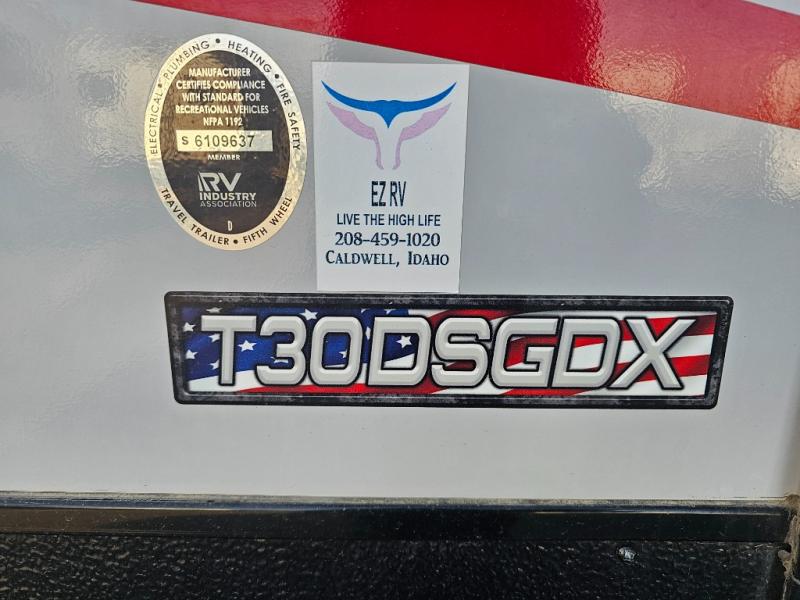 ELECTRICAL • PLUMBING • HEATING • FIRE SAFETY
MANUFACTURER
CERTIFIES COMPLIANCE
WITH STANDARD FOR
RECREATIONAL VEHICLES
NFPA 1192
S 6109637
MEMBER
RV
INDUSTRY
ASSOCIATION
D
TRAVEL TRAILER • FIFTH WHEEL
EZ RV
LIVE THE HIGH LIFE
208-459-1020
CALDWELL, IDAHO
T30DSGDX